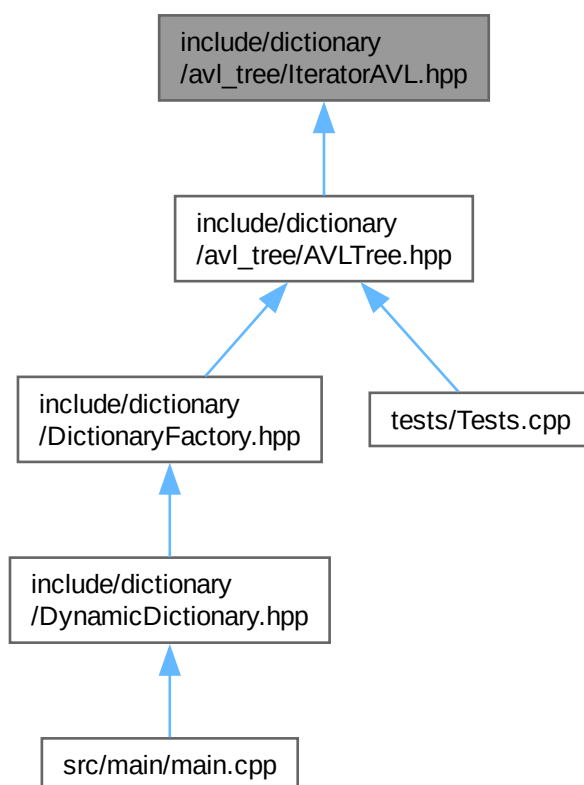 include/dictionary
/avl_tree/IteratorAVL.hpp
include/dictionary
/avl_tree/AVLTree.hpp
include/dictionary
/DictionaryFactory.hpp
tests/Tests.cpp
include/dictionary
/DynamicDictionary.hpp
src/main/main.cpp